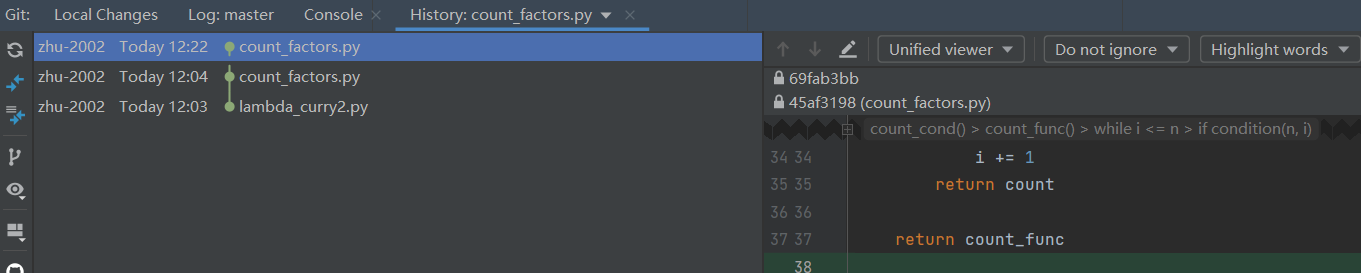 Git: Local Changes Log: master Console History: count_factors.py
zhu-2002 Today 12:22 count_factors.py
zhu-2002 Today 12:04 count_factors.py
zhu-2002 Today 12:03 lambda_curry2.py
Unified viewer Do not ignore Highlight words
69fab3bb
45af3198 (count_factors.py)
count_cond() > count_func() > while i <= n > if condition(n, i)
34 34 i += 1
35 35 return count
36 36
37 37 return count_func
38